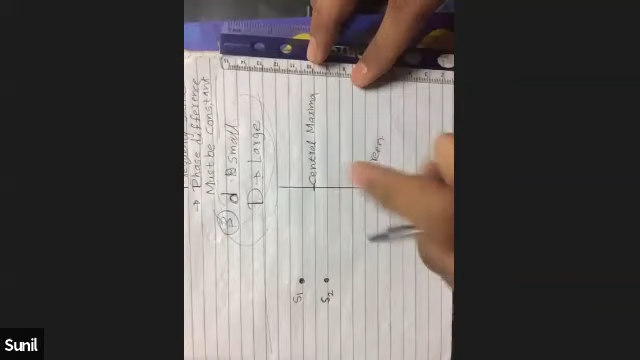 → Phase difference
Must be constant
③ d → small
D → Large
Central Maxima
S1
S2
Sunil